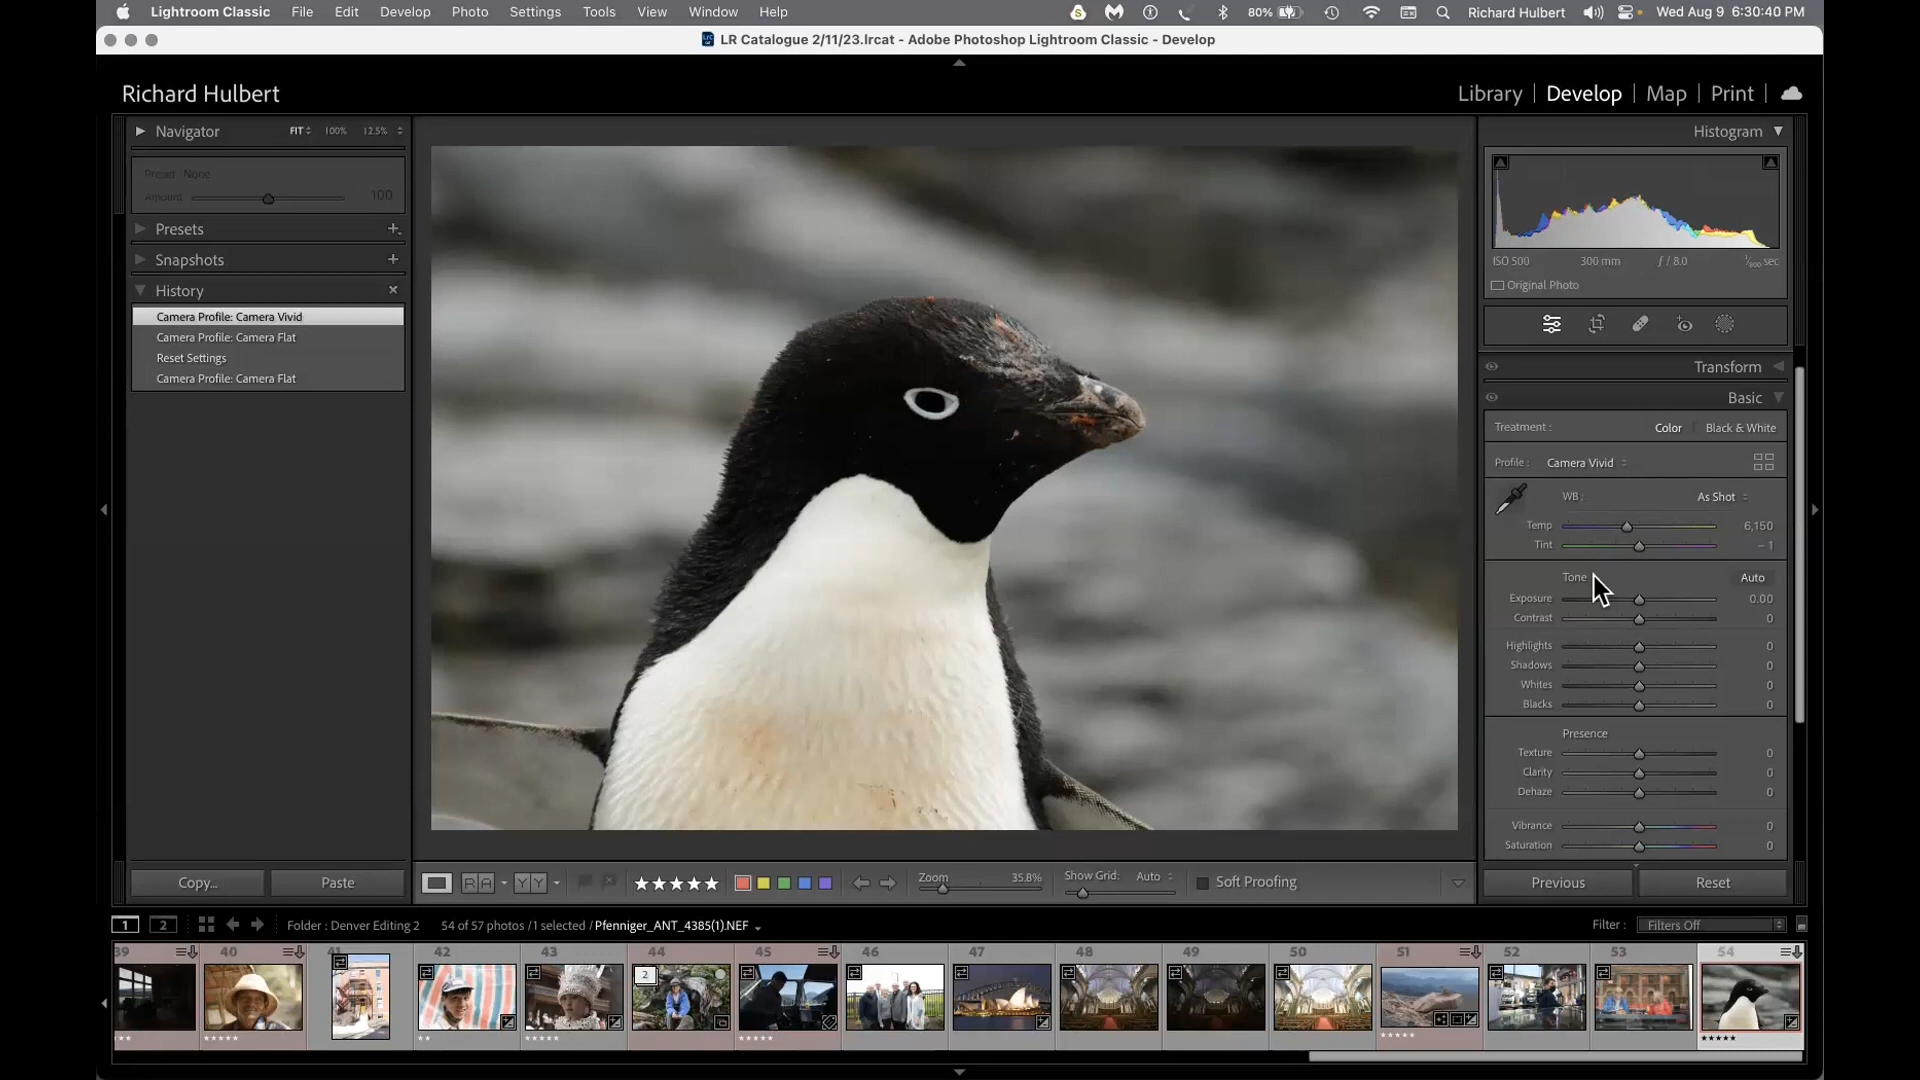 Lightroom Classic File Edit Develop Photo Settings Tools View Window Help 80% Richard Hulbert Wed Aug 9 6:30:40 PM
LR Catalogue 2/11/23.lrcat - Adobe Photoshop Lightroom Classic - Develop
Richard Hulbert Library | Develop | Map | Print |
Navigator FIT 100% 12.5% Histogram
Preset None
Amount 100
Presets
Snapshots
ISO 500 300 mm ƒ / 8.0 sec
Original Photo
History
Camera Profile: Camera Vivid
Camera Profile: Camera Flat
Reset Settings
Camera Profile: Camera Flat
Transform
Basic
Treatment : Color Black & White
Profile : Camera Vivid
WB : As Shot
Temp 6,150
Tint – 1
Tone Auto
Exposure 0.00
Contrast 0
Highlights 0
Shadows 0
Whites 0
Blacks 0
Presence
Texture 0
Clarity 0
Dehaze 0
Vibrance 0
Saturation 0
Copy... Paste R A Y Y Zoom 35.8% Show Grid: Auto Soft Proofing Previous Reset
1 2 Folder : Denver Editing 2 54 of 57 photos / 1 selected / Pfenniger_ANT_4385(1).NEF Filter : Filters Off
39 40 41 42 43 44 45 46 47 48 49 50 51 52 53 54
2